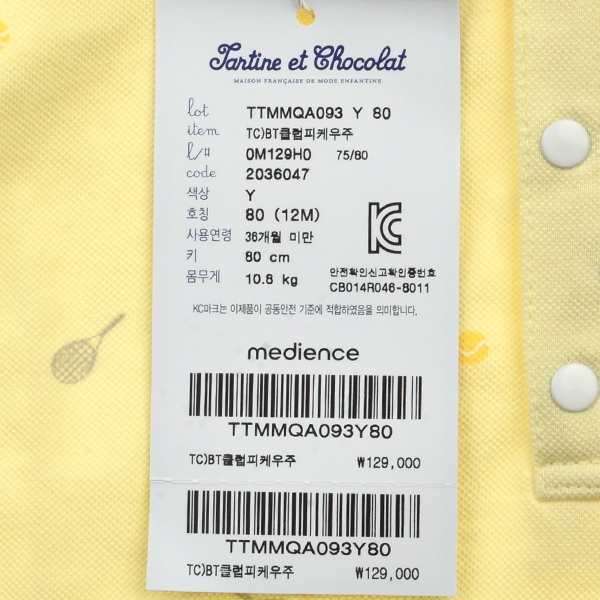 Tartine et Chocolat
MAISON FRANÇAISE DE MODE ENFANTINE
lot TTMMQA093 Y 80
item TC)BT클럽피케우주
l/# 0M129H0 75/80
code 2036047
색상 Y
호칭 80 (12M)
사용연령 36개월 미만
키 80 cm
몸무게 10.8 kg
안전확인신고확인증번호
CB014R046-8011
KC마크는 이제품이 공동안전 기준에 적합하였음을 의미합니다.
medience
TTMMQA093Y80
TC)BT클럽피케우주 ₩129,000
TTMMQA093Y80
TC)BT클럽피케우주 ₩129,000